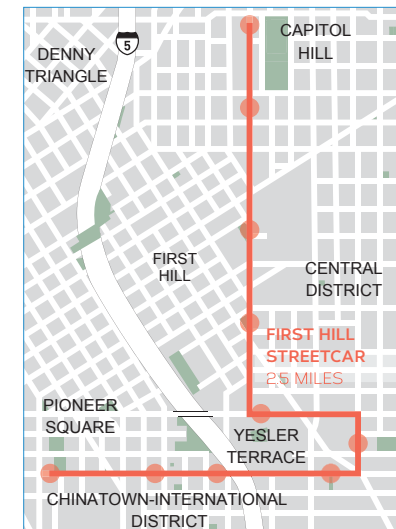 CAPITOL
HILL
5
DENNY
TRIANGLE
FIRST
HILL
CENTRAL
DISTRICT
FIRST HILL
STREETCAR
2.5 MILES
PIONEER
SQUARE
YESLER
TERRACE
CHINATOWN-INTERNATIONAL
DISTRICT